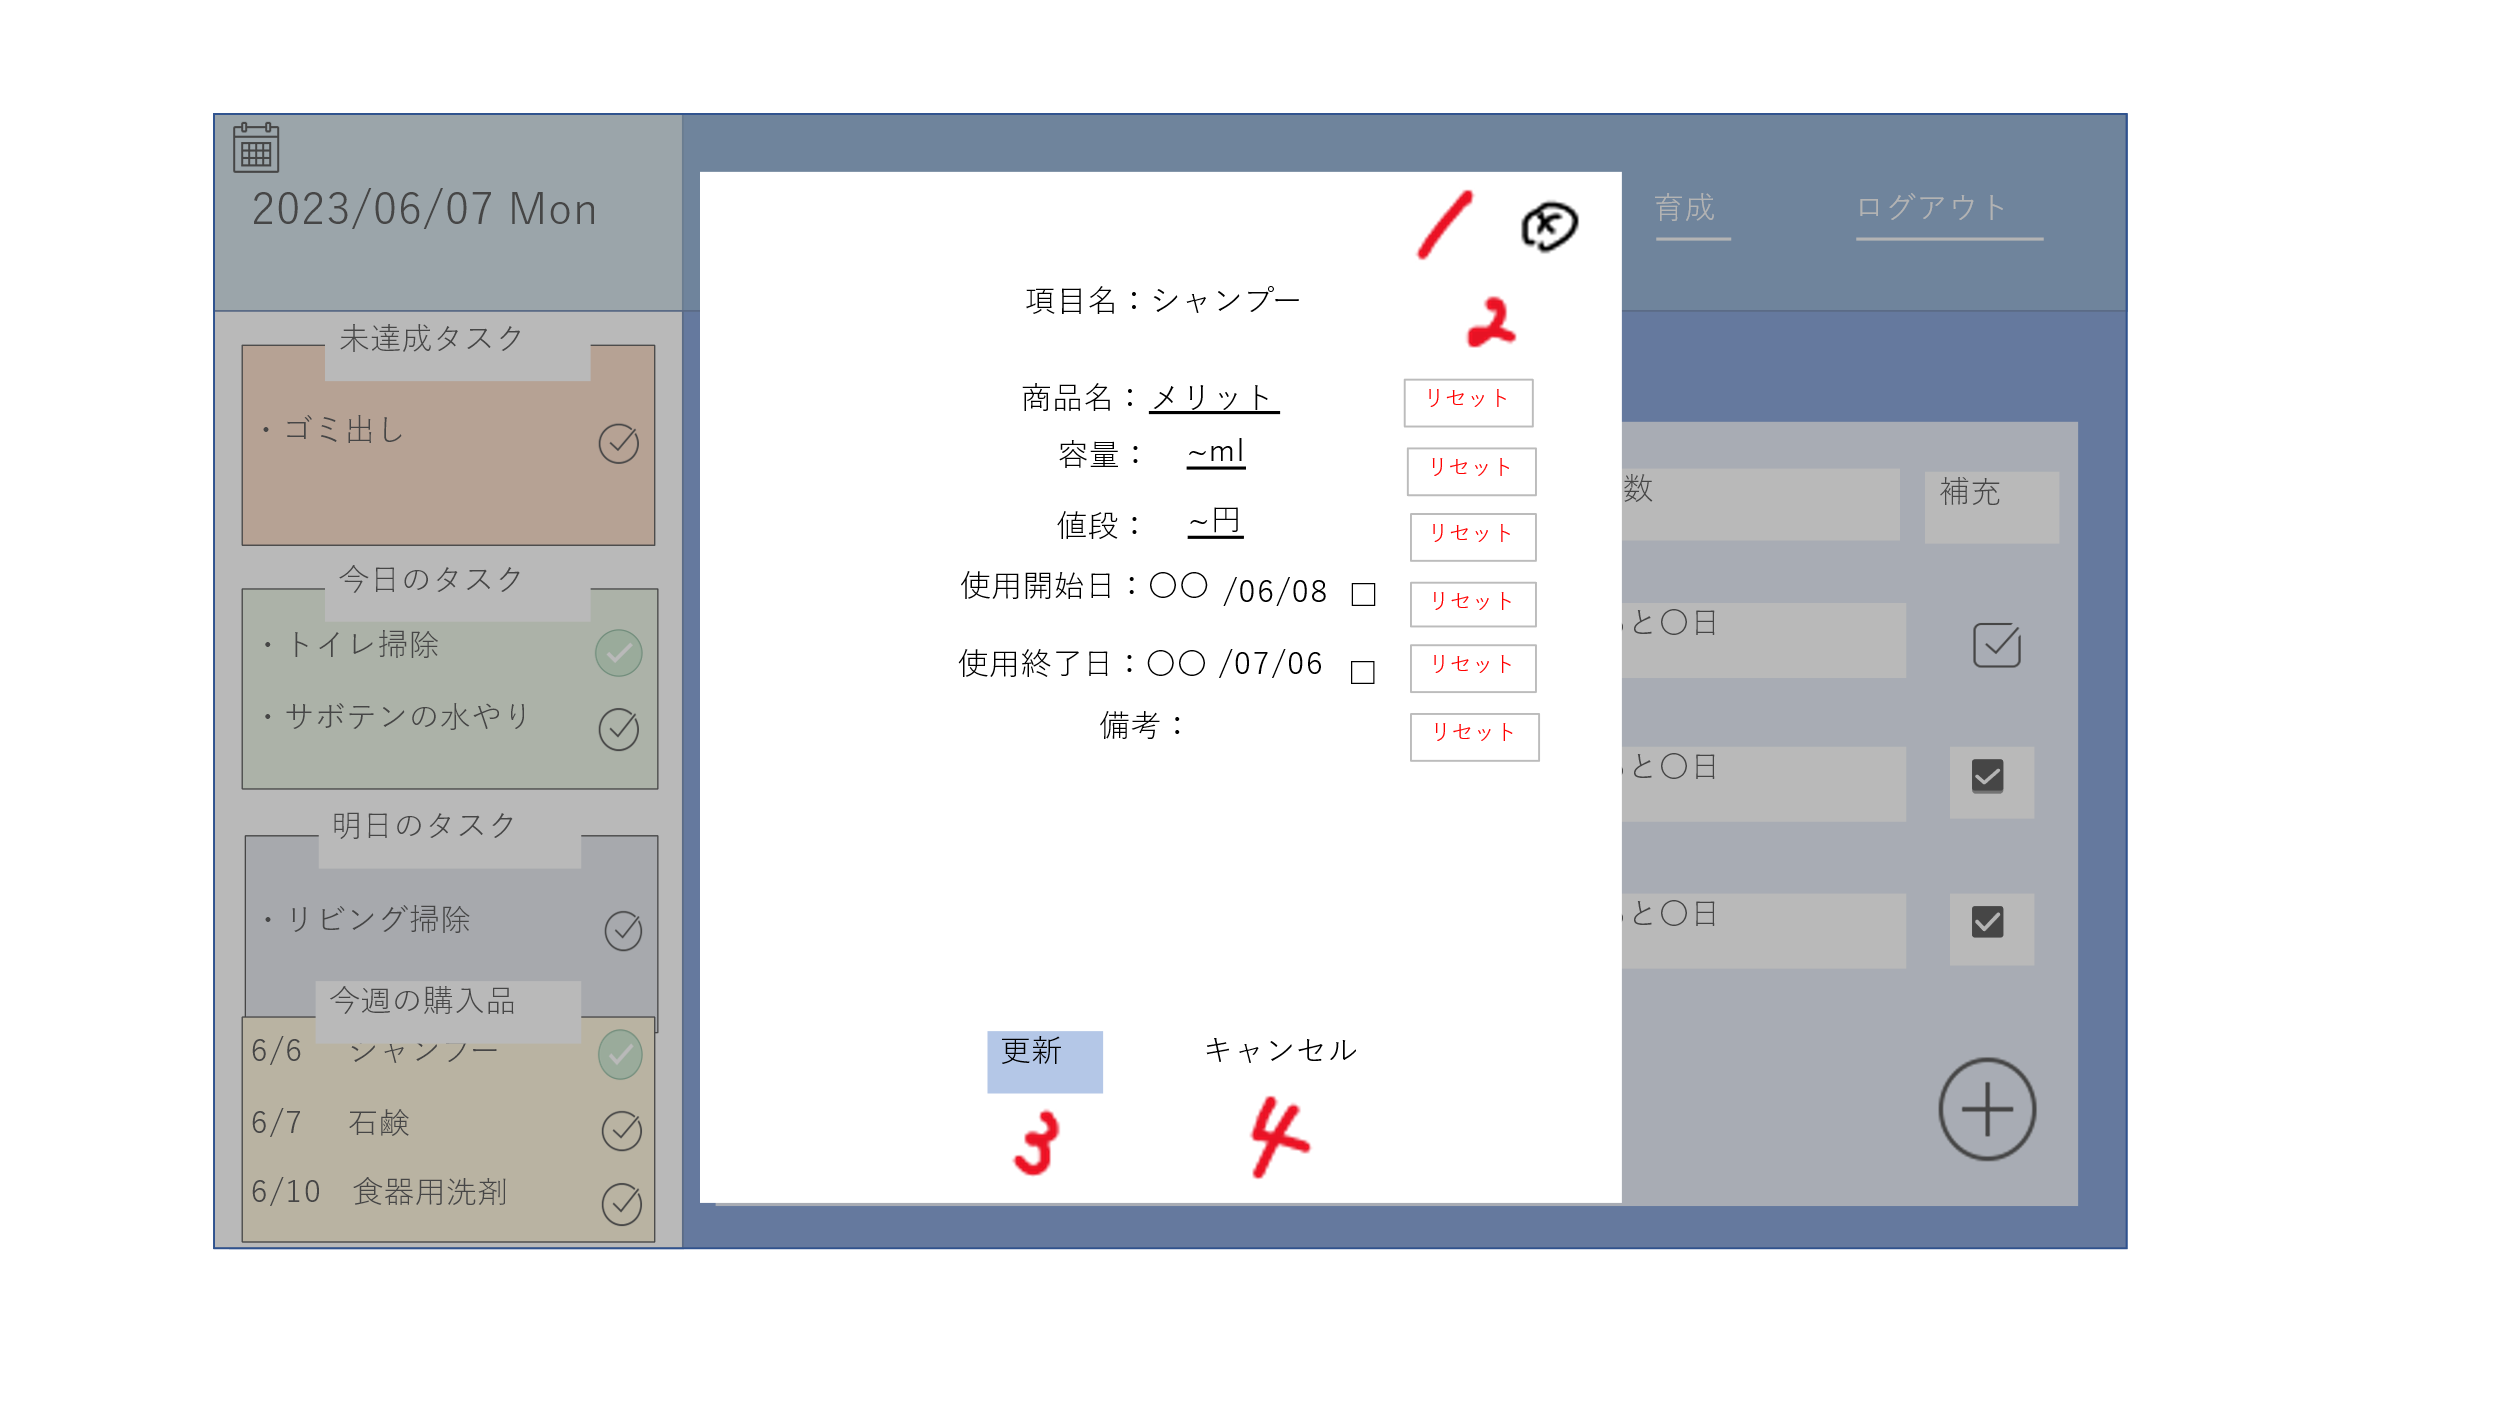 2023/06/07 Mon
育成
ログアウト
未達成タスク
・ゴミ出し
今日のタスク
・トイレ掃除
・サボテンの水やり
明日のタスク
・リビング掃除
今週の購入品
6/6 シャンプー
6/7 石鹸
6/10 食器用洗剤
1
項目名：シャンプー
2
商品名：メリット リセット
容量： ~ml リセット
値段： ~円 リセット
使用開始日：〇〇 /06/08 □ リセット
使用終了日：〇〇 /07/06 □ リセット
備考： リセット
更新 キャンセル
3 4
数 補充
と〇日
と〇日
と〇日